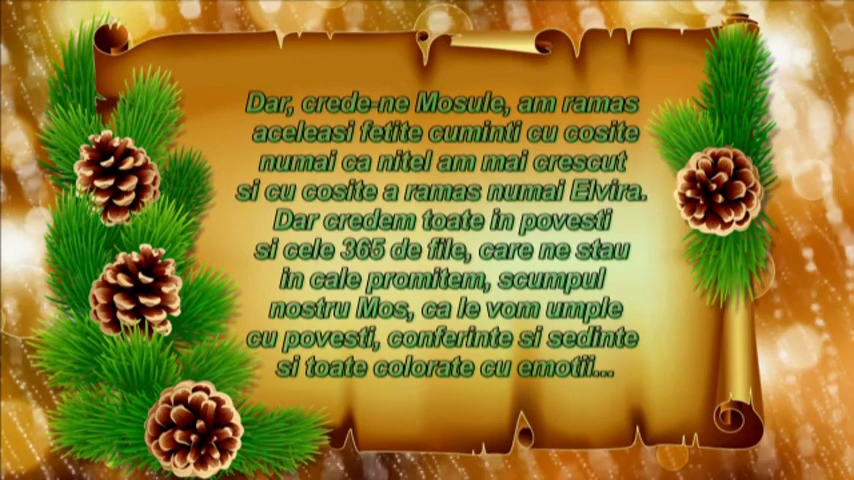 Dar, crede-ne Mosule, am ramas
aceleasi fetite cuminti cu cosite
numai ca nitel am mai crescut
si cu cosite a ramas numai Elvira.
Dar credem toate in povesti
si cele 365 de file, care ne stau
in cale promitem, scumpul
nostru Mos, ca le vom umple
cu povesti, conferinte si sedinte
si toate colorate cu emotii...